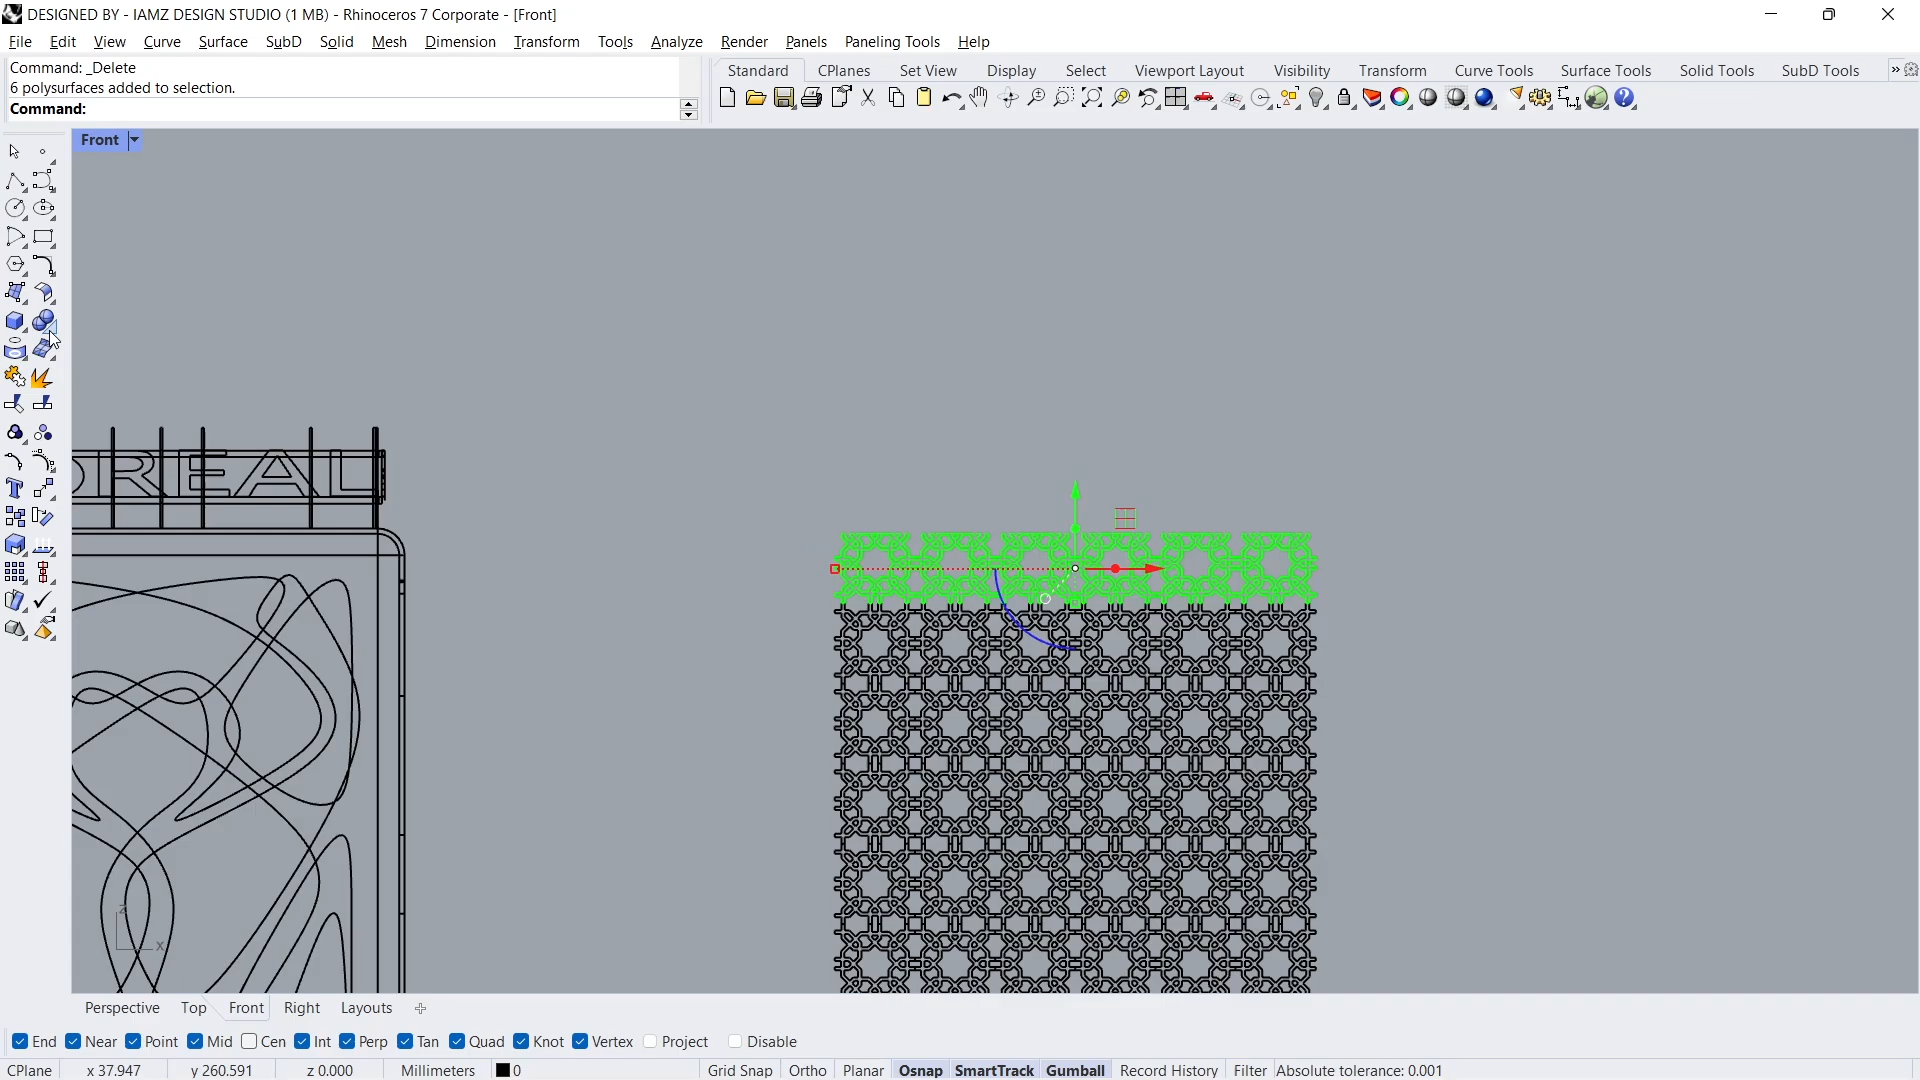 DESIGNED BY - IAMZ DESIGN STUDIO (1 MB) - Rhinoceros 7 Corporate - [Front]
File Edit View Curve Surface SubD Solid Mesh Dimension Transform Tools Analyze Render Panels Paneling Tools Help
Command: _Delete
6 polysurfaces added to selection.
Command:
Standard CPlanes Set View Display Select Viewport Layout Visibility Transform Curve Tools Surface Tools Solid Tools SubD Tools »
Front
REAL
z
x
Perspective Top Front Right Layouts
End Near Point Mid Cen Int Perp Tan Quad Knot Vertex Project Disable
CPlane x 37.947 y 260.591 z 0.000 Millimeters 0 Grid Snap Ortho Planar Osnap SmartTrack Gumball Record History Filter Absolute tolerance: 0.001